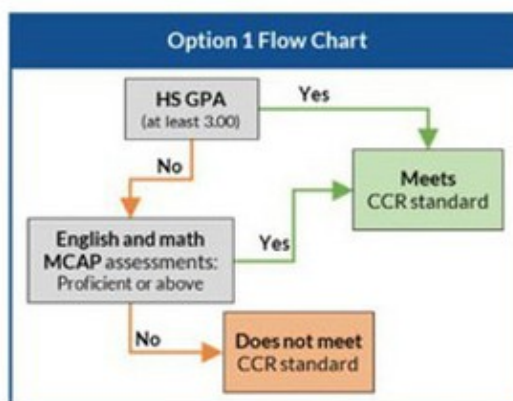 Option 1 Flow Chart
HS GPA
(at least 3.00)
Yes
No
Meets
CCR standard
English and math
MCAP assessments:
Proficient or above
Yes
No
Does not meet
CCR standard